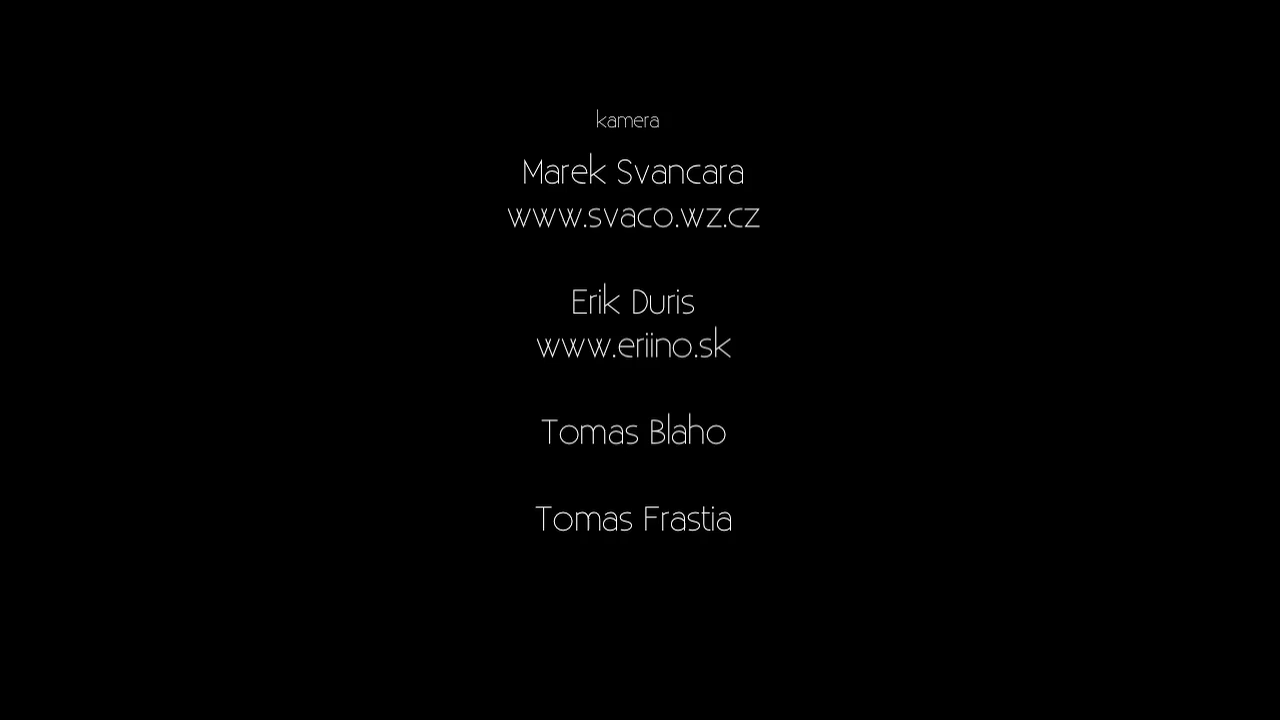 kamera
Marek Svancara
www.svaco.wz.cz
Erik Duris
www.eriino.sk
Tomas Blaho
Tomas Frastia